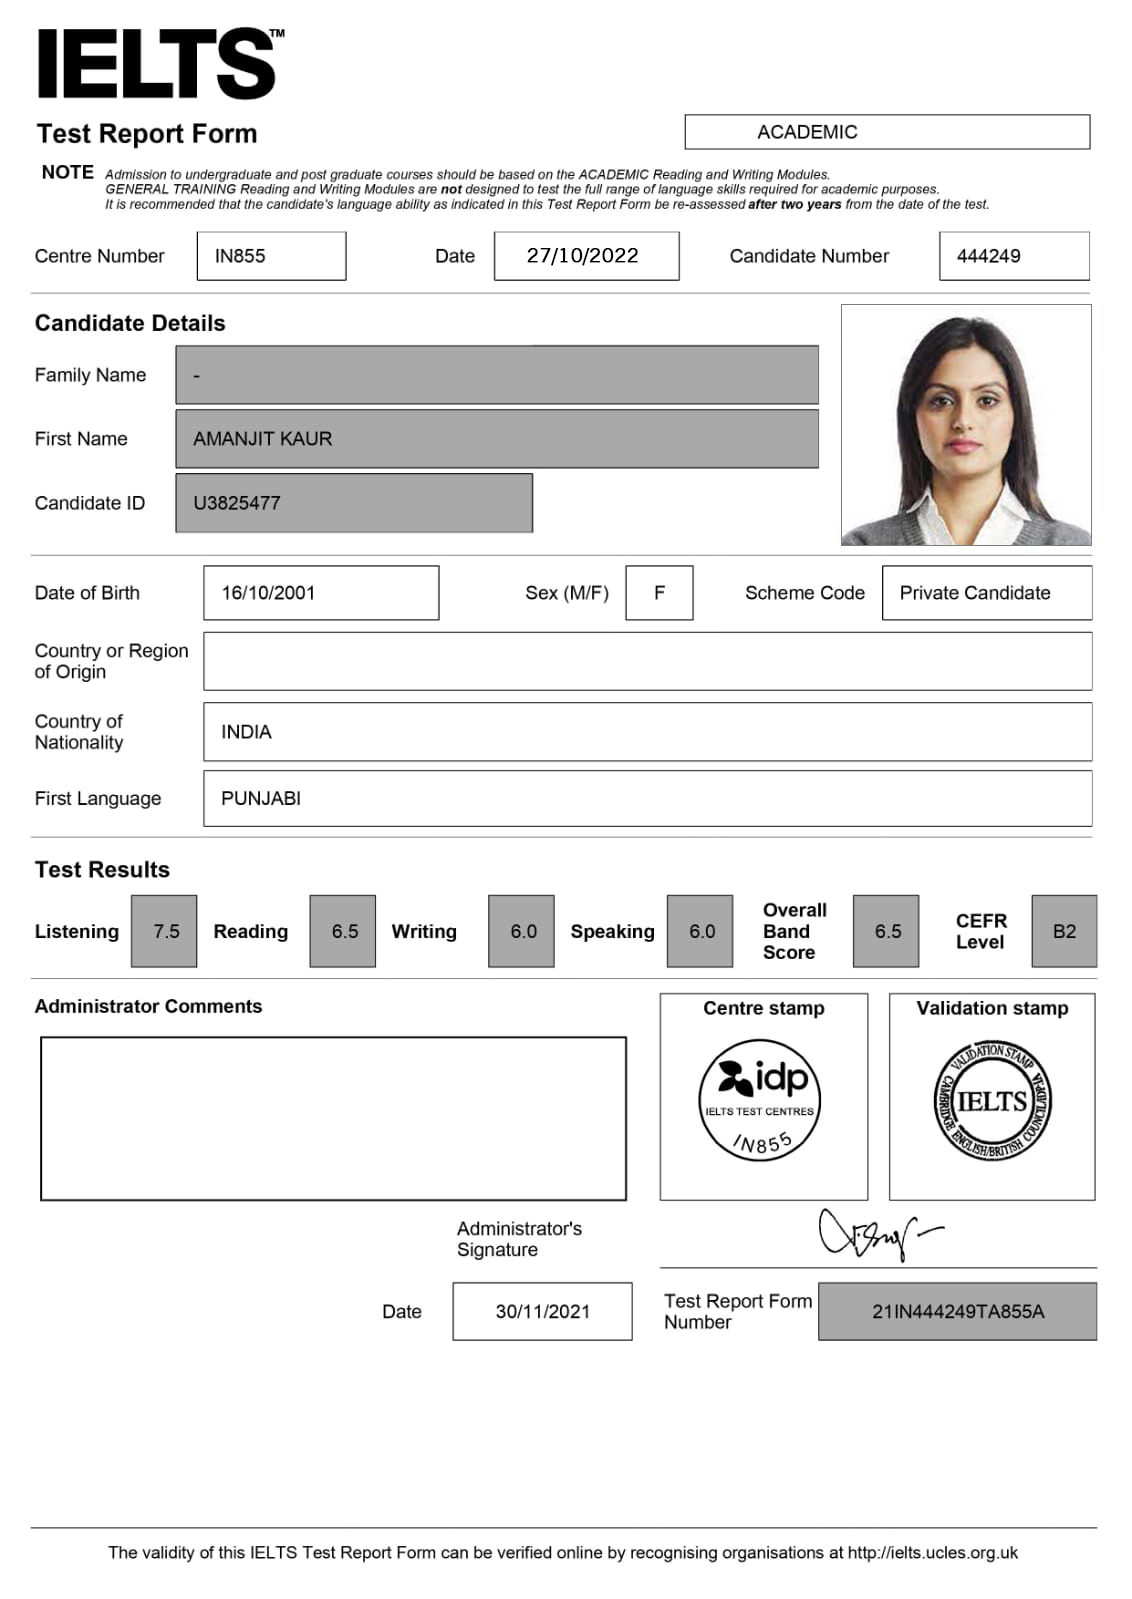 IELTS™
Test Report Form
ACADEMIC
NOTE Admission to undergraduate and post graduate courses should be based on the ACADEMIC Reading and Writing Modules.
GENERAL TRAINING Reading and Writing Modules are not designed to test the full range of language skills required for academic purposes.
It is recommended that the candidate's language ability as indicated in this Test Report Form be re-assessed after two years from the date of the test.
Centre Number IN855 Date 27/10/2022 Candidate Number 444249
Candidate Details
Family Name -
First Name AMANJIT KAUR
Candidate ID U3825477
Date of Birth 16/10/2001 Sex (M/F) F Scheme Code Private Candidate
Country or Region
of Origin
Country of
Nationality INDIA
First Language PUNJABI
Test Results
Listening 7.5 Reading 6.5 Writing 6.0 Speaking 6.0 Overall Band Score 6.5 CEFR Level B2
Administrator Comments
Centre stamp
idp
IELTS TEST CENTRES
IN855
Validation stamp
VALIDATION STAMP
IELTS
CAMBRIDGE ENGLISH/BRITISH COUNCIL/IDP:IA
Administrator's
Signature
Date 30/11/2021
Test Report Form
Number 21IN444249TA855A
The validity of this IELTS Test Report Form can be verified online by recognising organisations at http://ielts.ucles.org.uk